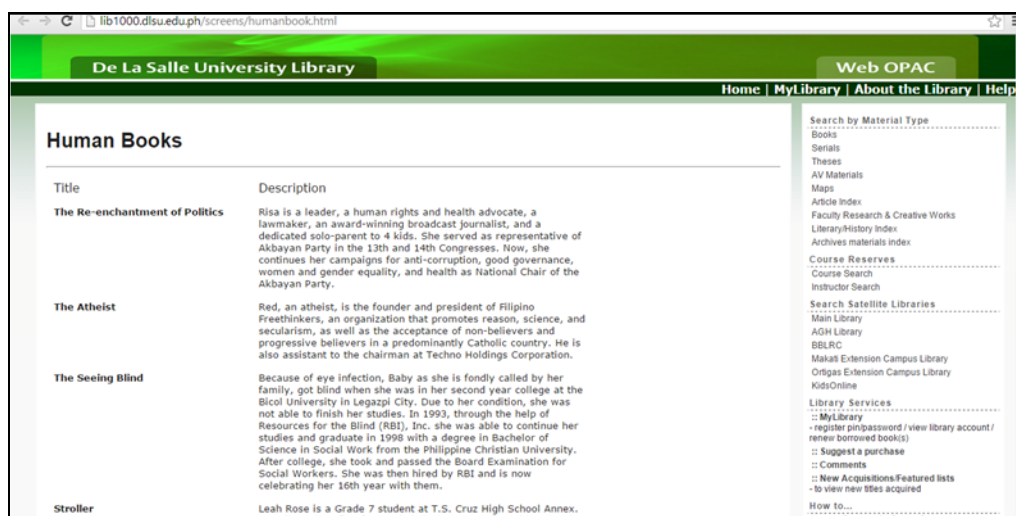 lib1000.dlsu.edu.ph/screens/humanbook.html
De La Salle University Library
Web OPAC
Home | MyLibrary | About the Library | Help
Human Books
Title Description
The Re-enchantment of Politics Risa is a leader, a human rights and health advocate, a
lawmaker, an award-winning broadcast journalist, and a
dedicated solo-parent to 4 kids. She served as representative of
Akbayan Party in the 13th and 14th Congresses. Now, she
continues her campaigns for anti-corruption, good governance,
women and gender equality, and health as National Chair of the
Akbayan Party.
The Atheist Red, an atheist, is the founder and president of Filipino
Freethinkers, an organization that promotes reason, science, and
secularism, as well as the acceptance of non-believers and
progressive believers in a predominantly Catholic country. He is
also assistant to the chairman at Techno Holdings Corporation.
The Seeing Blind Because of eye infection, Baby as she is fondly called by her
family, got blind when she was in her second year college at the
Bicol University in Legazpi City. Due to her condition, she was
not able to finish her studies. In 1993, through the help of
Resources for the Blind (RBI), Inc. she was able to continue her
studies and graduate in 1998 with a degree in Bachelor of
Science in Social Work from the Philippine Christian University.
After college, she took and passed the Board Examination for
Social Workers. She was then hired by RBI and is now
celebrating her 16th year with them.
Stroller Leah Rose is a Grade 7 student at T.S. Cruz High School Annex.
Search by Material Type
Books
Serials
Theses
AV Materials
Maps
Article Index
Faculty Research & Creative Works
Literary/History Index
Archives materials index
Course Reserves
Course Search
Instructor Search
Search Satellite Libraries
Main Library
AGH Library
BBLRC
Makati Extension Campus Library
Ortigas Extension Campus Library
KidsOnline
Library Services
:: MyLibrary
- register pin/password / view library account /
renew borrowed book(s)
:: Suggest a purchase
:: Comments
:: New Acquisitions/Featured lists
- to view new titles acquired
How to...